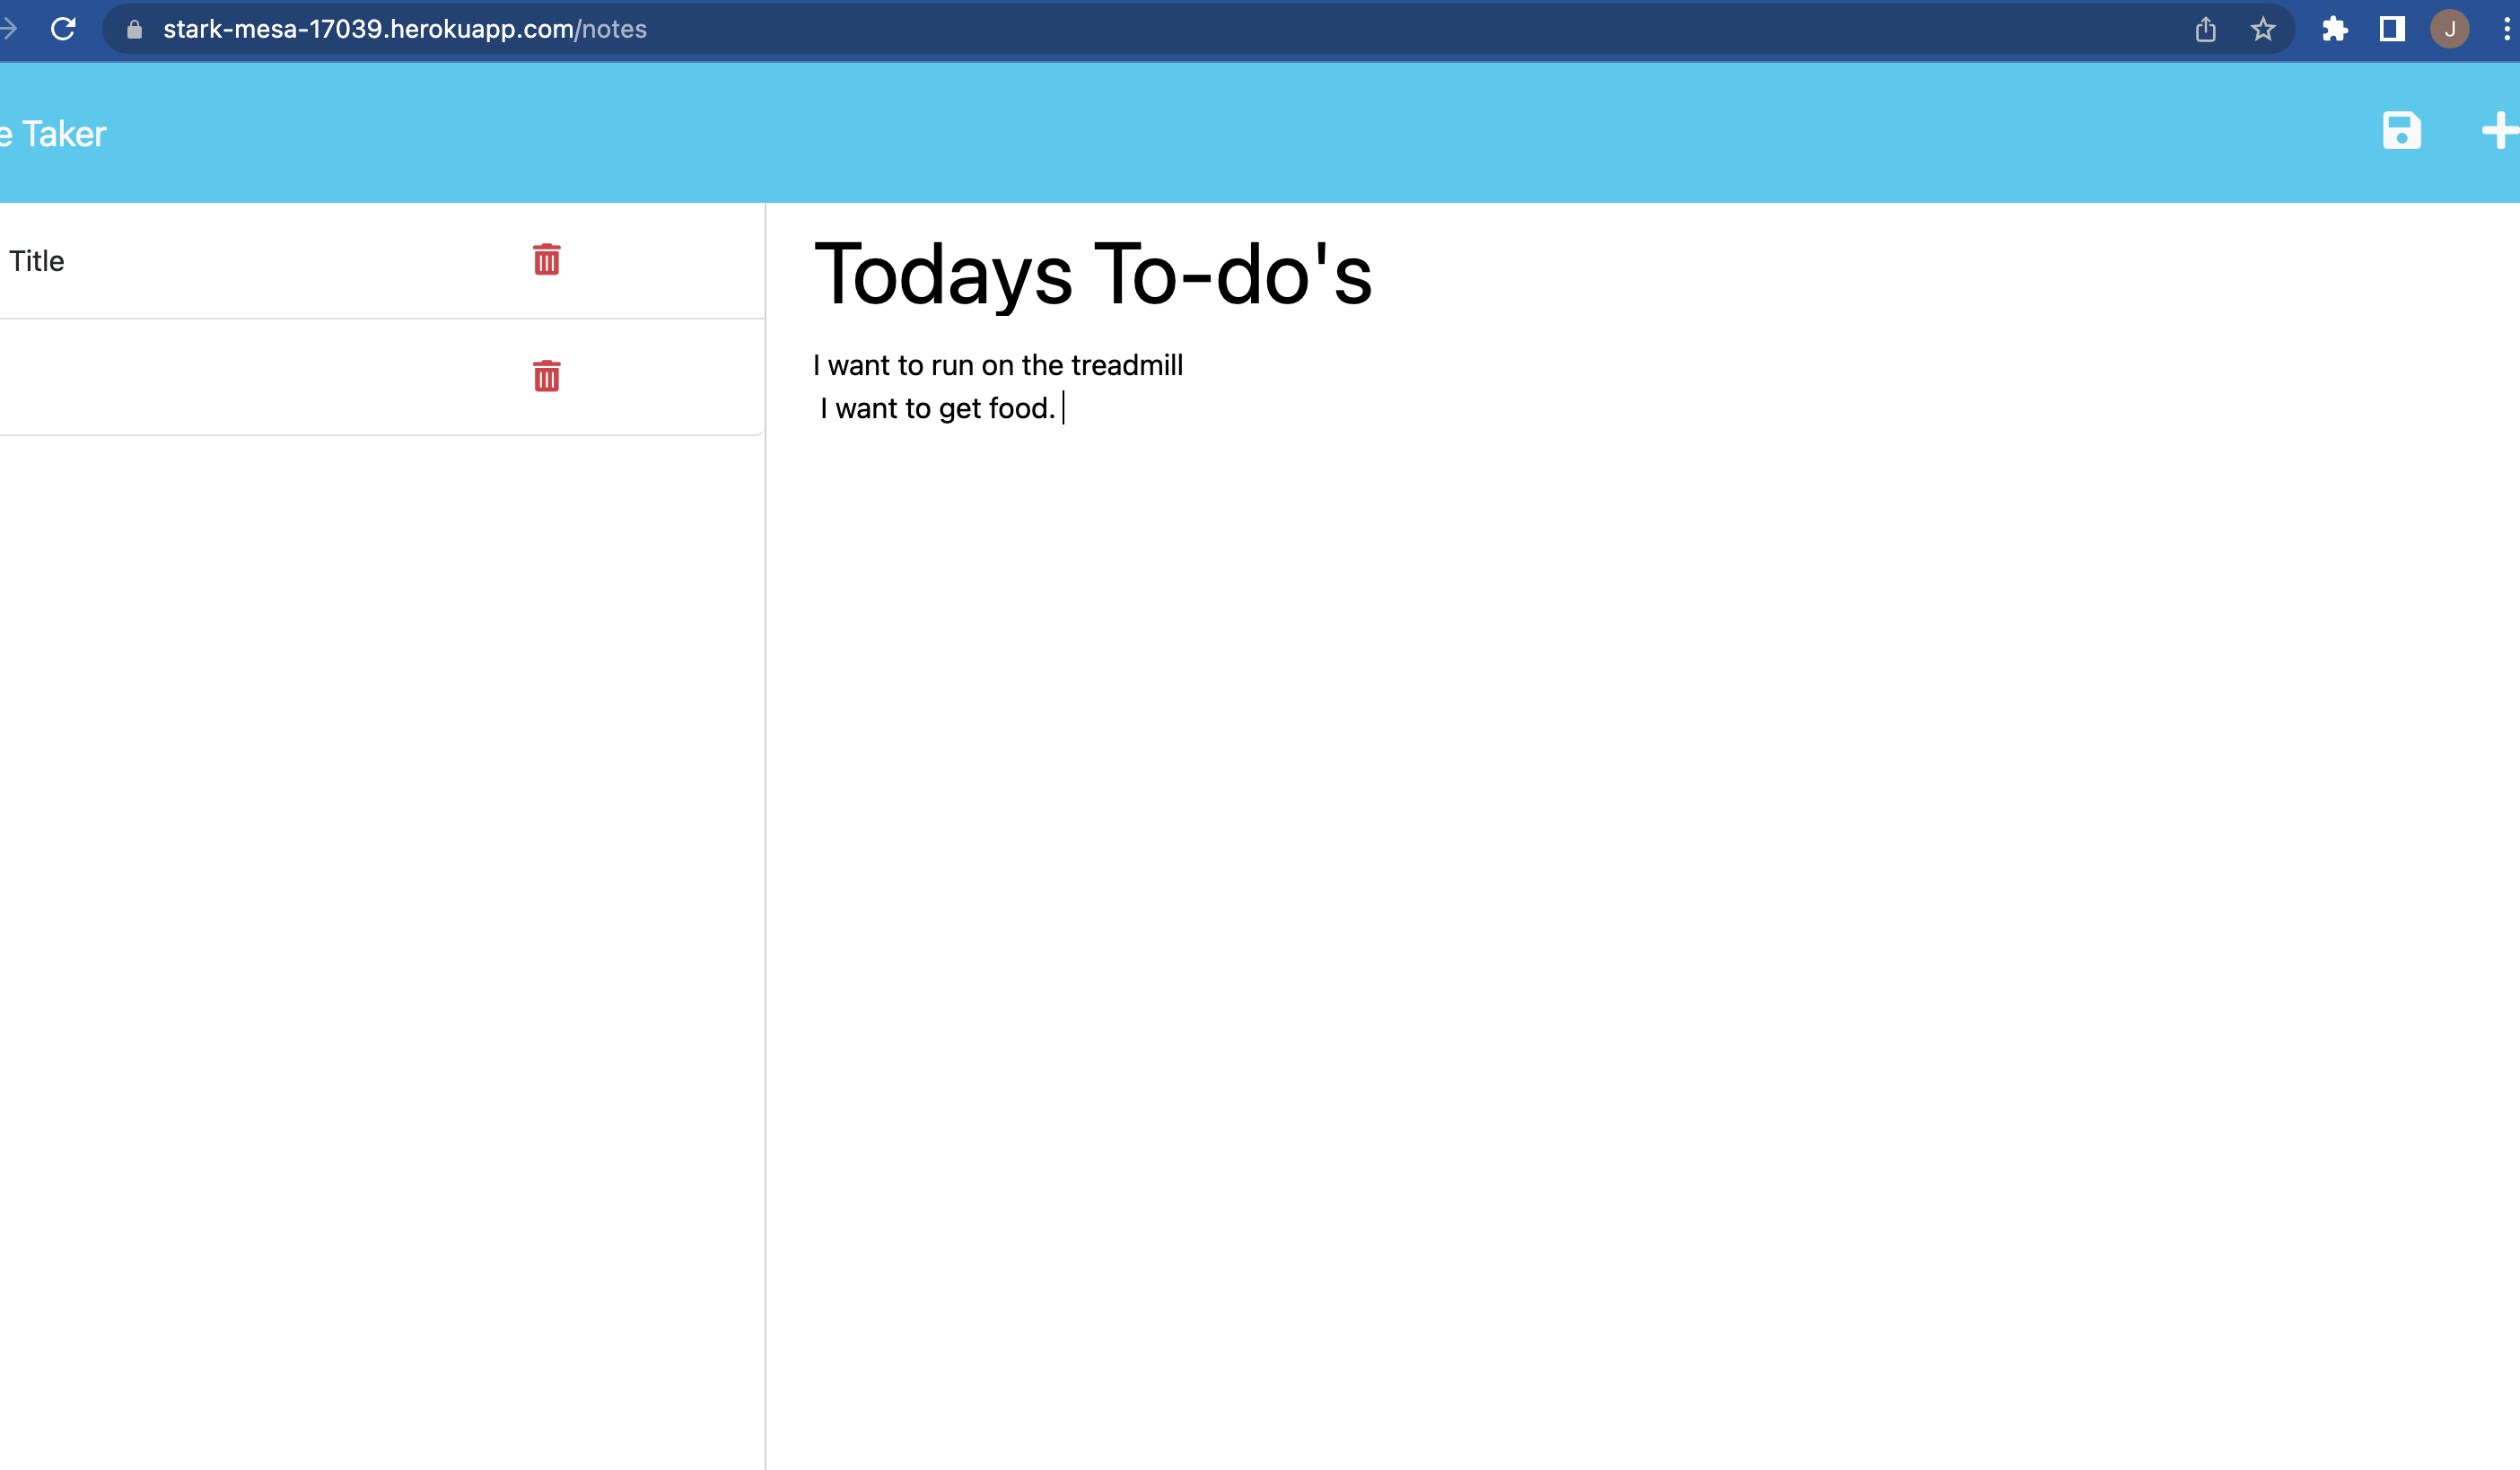 stark-mesa-17039.herokuapp.com/notes
J
e Taker
Title
Todays To-do's
I want to run on the treadmill
I want to get food.